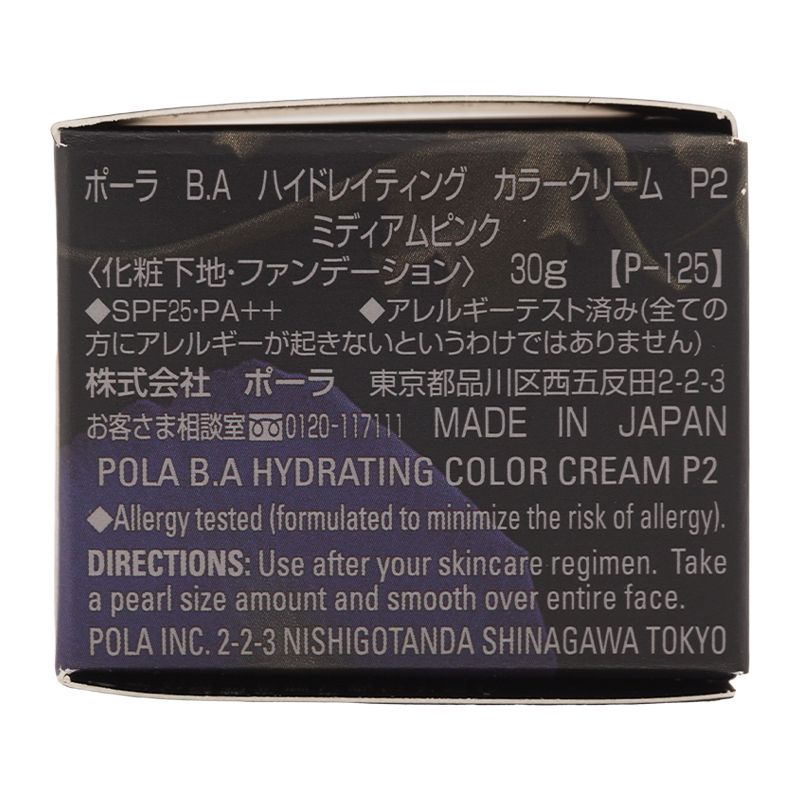 ポーラ B.A ハイドレイティング カラークリーム P2
ミディアムピンク
〈化粧下地・ファンデーション〉 30g 【P-125】
◆SPF25・PA++ ◆アレルギーテスト済み(全ての
方にアレルギーが起きないというわけではありません)
株式会社 ポーラ 東京都品川区西五反田2-2-3
お客さま相談室 0120-117111 MADE IN JAPAN
POLA B.A HYDRATING COLOR CREAM P2
◆Allergy tested (formulated to minimize the risk of allergy).
DIRECTIONS: Use after your skincare regimen. Take
a pearl size amount and smooth over entire face.
POLA INC. 2-2-3 NISHIGOTANDA SHINAGAWA TOKYO